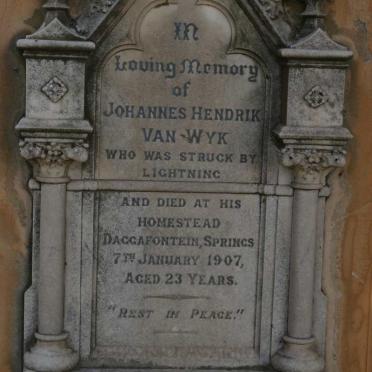 In
Loving Memory
of
JOHANNES HENDRIK
VAN WYK
WHO WAS STRUCK BY
LIGHTNING
AND DIED AT HIS
HOMESTEAD
DAGGAFONTEIN, SPRINGS
7TH JANUARY 1907,
AGED 23 YEARS.
"REST IN PEACE."